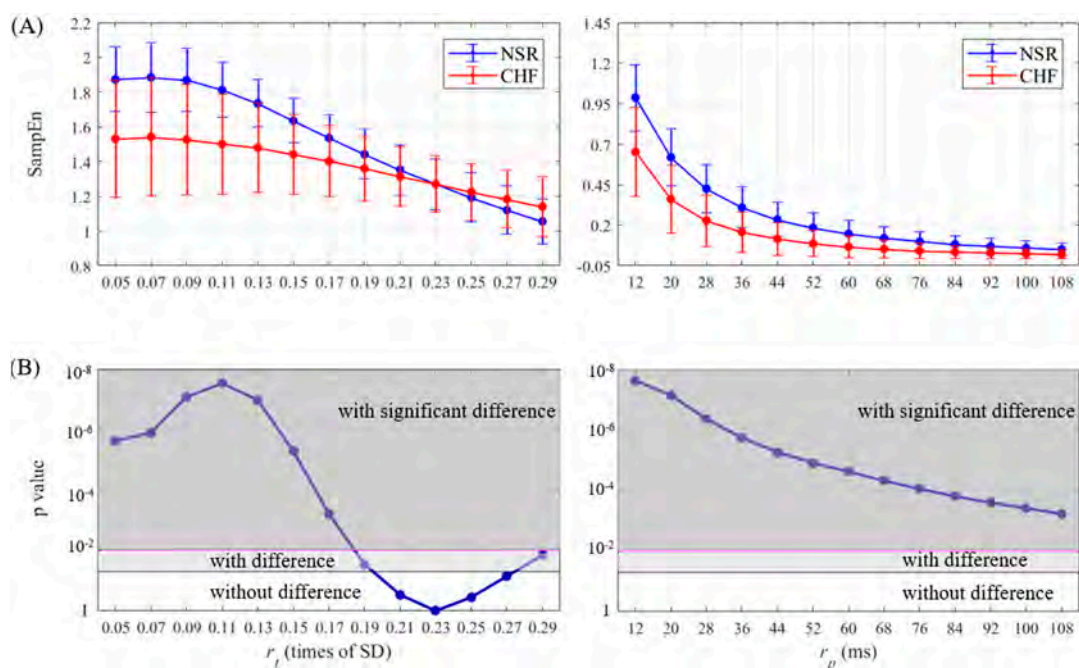 (A)
2.2
2
1.8
1.6
1.4
1.2
1
0.8
SampEn
NSR
CHF
0.05 0.07 0.09 0.11 0.13 0.15 0.17 0.19 0.21 0.23 0.25 0.27 0.29
1.45
1.2
0.95
0.7
0.45
0.2
-0.05
NSR
CHF
12 20 28 36 44 52 60 68 76 84 92 100 108
(B)
10-8
10-6
10-4
10-2
1
p value
with significant difference
with difference
without difference
0.05 0.07 0.09 0.11 0.13 0.15 0.17 0.19 0.21 0.23 0.25 0.27 0.29
rt (times of SD)
10-8
10-6
10-4
10-2
1
with significant difference
with difference
without difference
12 20 28 36 44 52 60 68 76 84 92 100 108
rp (ms)